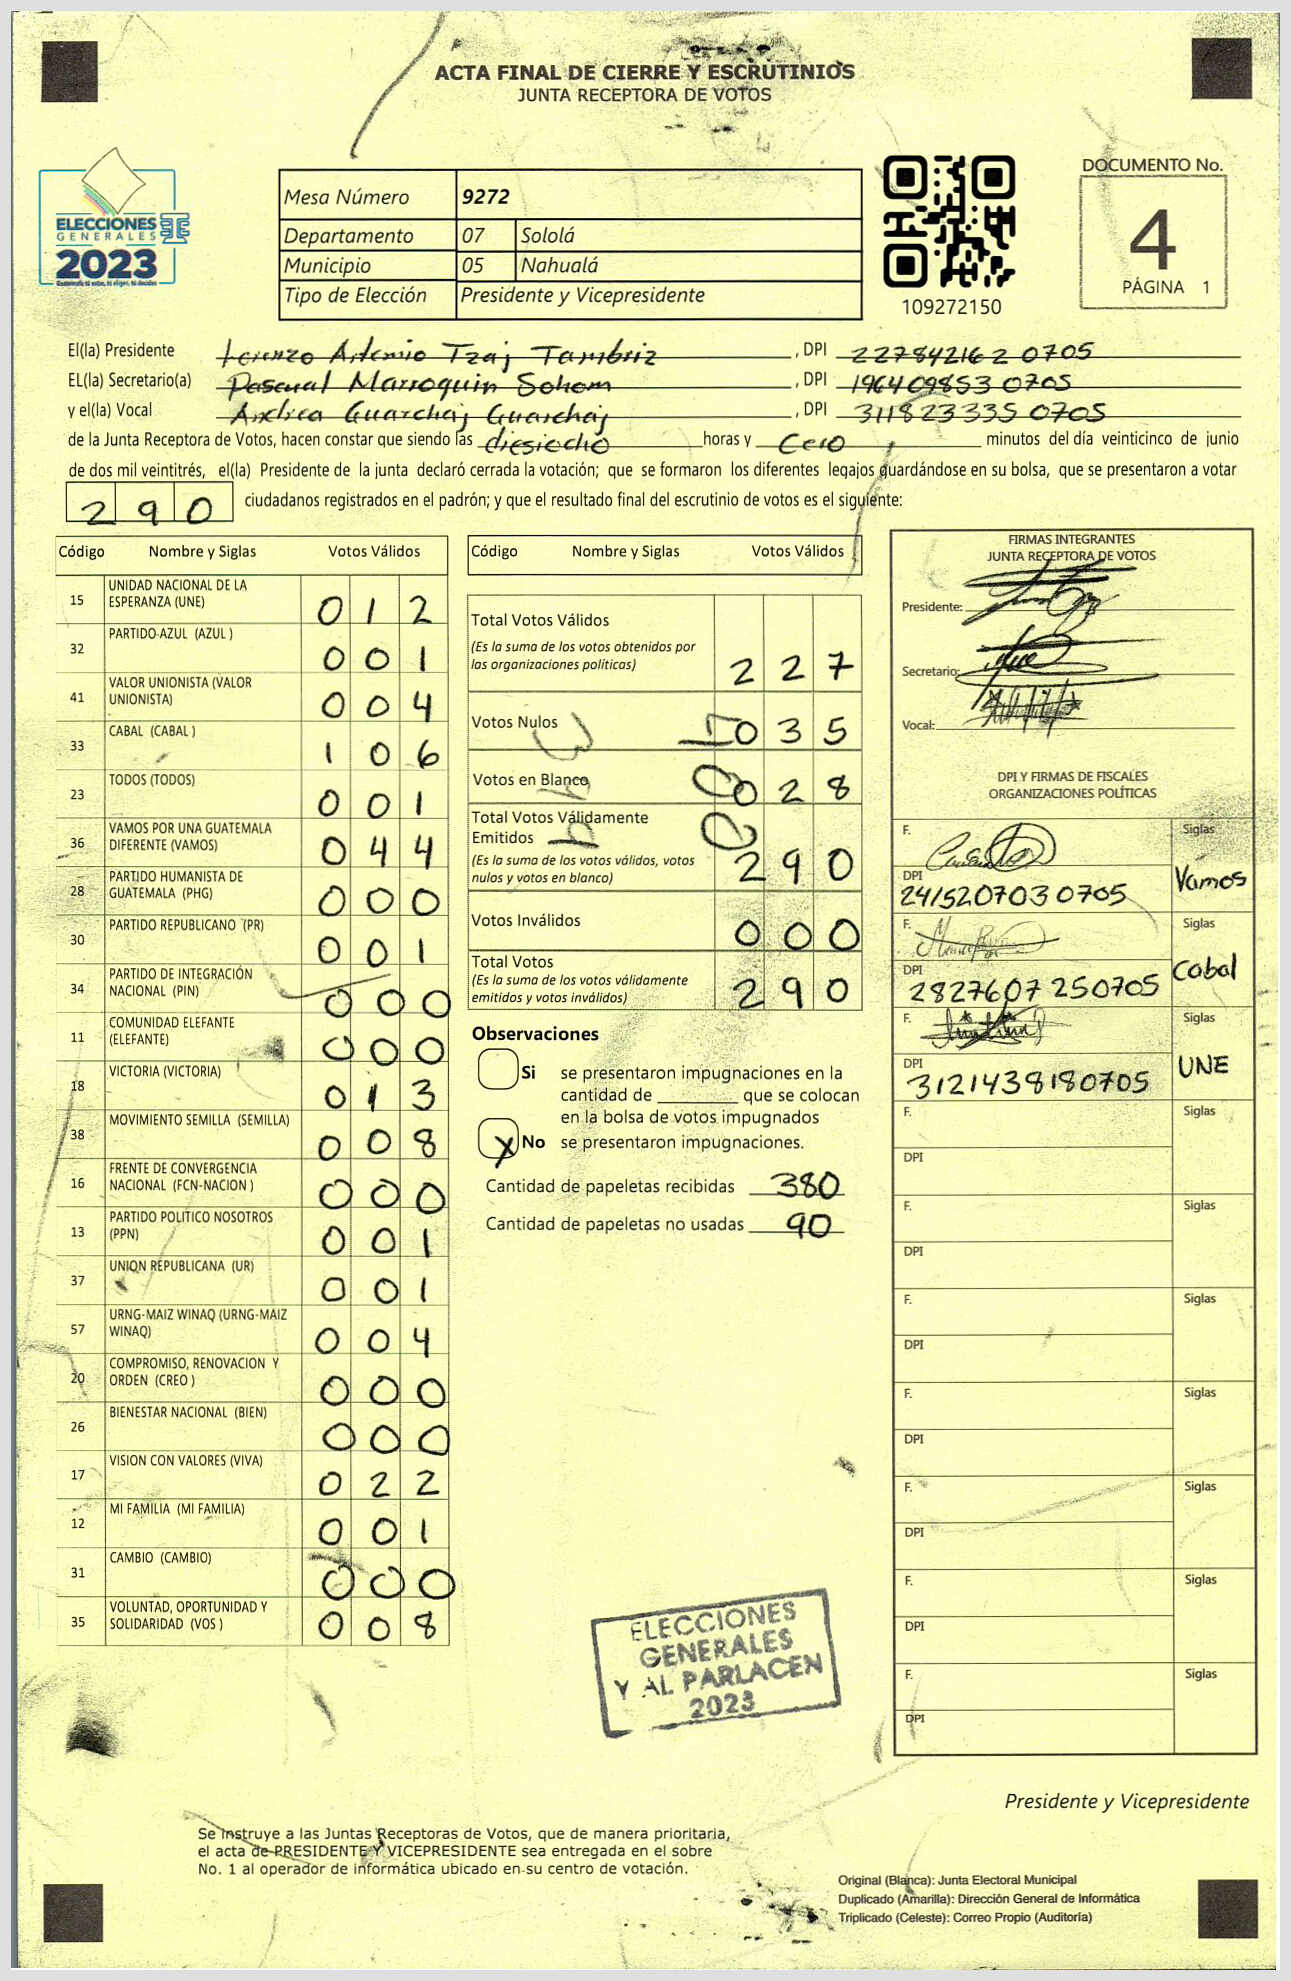 ACTA FINAL DE CIERRE Y ESCRUTINIOS
JUNTA RECEPTORA DE VOTOS
ELECCIONES
GENERALES
2023
Mesa Número 9272
Departamento 07 Sololá
Municipio 05 Nahualá
Tipo de Elección Presidente y Vicepresidente
109272150
DOCUMENTO No.
4
PÁGINA 1
El(la) Presidente Lorenzo Artemio Tzaj Tambriz , DPI 227842162 0705
EL(la) Secretario(a) Pascual Marroquin Sohom , DPI 196409853 0705
y el(la) Vocal Andrea Guarchaj Guarchaj , DPI 311823335 0705
de la Junta Receptora de Votos, hacen constar que siendo las diesiocho horas y Cero minutos del día veinticinco de junio
de dos mil veintitrés, el(la) Presidente de la junta declaró cerrada la votación; que se formaron los diferentes legajos guardándose en su bolsa, que se presentaron a votar
290 ciudadanos registrados en el padrón; y que el resultado final del escrutinio de votos es el siguiente:
Código Nombre y Siglas Votos Válidos
15 UNIDAD NACIONAL DE LA
ESPERANZA (UNE) 012
32 PARTIDO AZUL (AZUL ) 001
41 VALOR UNIONISTA (VALOR
UNIONISTA) 004
33 CABAL (CABAL ) 106
23 TODOS (TODOS) 001
36 VAMOS POR UNA GUATEMALA
DIFERENTE (VAMOS) 044
28 PARTIDO HUMANISTA DE
GUATEMALA (PHG) 000
30 PARTIDO REPUBLICANO (PR) 001
34 PARTIDO DE INTEGRACIÓN
NACIONAL (PIN) 000
11 COMUNIDAD ELEFANTE
(ELEFANTE) 000
18 VICTORIA (VICTORIA) 013
38 MOVIMIENTO SEMILLA (SEMILLA) 008
16 FRENTE DE CONVERGENCIA
NACIONAL (FCN-NACION ) 000
13 PARTIDO POLITICO NOSOTROS
(PPN) 001
37 UNION REPUBLICANA (UR) 001
57 URNG-MAIZ WINAQ (URNG-MAIZ
WINAQ) 004
20 COMPROMISO, RENOVACION Y
ORDEN (CREO ) 000
26 BIENESTAR NACIONAL (BIEN) 000
17 VISION CON VALORES (VIVA) 022
12 MI FAMILIA (MI FAMILIA) 001
31 CAMBIO (CAMBIO) 000
35 VOLUNTAD, OPORTUNIDAD Y
SOLIDARIDAD (VOS ) 008
Código Nombre y Siglas Votos Válidos
Total Votos Válidos
(Es la suma de los votos obtenidos por
las organizaciones políticas) 227
Votos Nulos 035
Votos en Blanco 028
Total Votos Válidamente
Emitidos
(Es la suma de los votos válidos, votos
nulos y votos en blanco) 290
Votos Inválidos 000
Total Votos
(Es la suma de los votos válidamente
emitidos y votos inválidos) 290
Observaciones
Si se presentaron impugnaciones en la
cantidad de ________ que se colocan
en la bolsa de votos impugnados
X No se presentaron impugnaciones.
Cantidad de papeletas recibidas 380
Cantidad de papeletas no usadas 90
ELECCIONES
GENERALES
Y AL PARLACEN
2023
FIRMAS INTEGRANTES
JUNTA RECEPTORA DE VOTOS
Presidente:
Secretario:
Vocal:
DPI Y FIRMAS DE FISCALES
ORGANIZACIONES POLÍTICAS
F. Siglas
DPI
241520703 0705 Vamos
F. Siglas
DPI
2827607 250705 Cabal
F. Siglas
DPI
3121438180705 UNE
F. Siglas
DPI
F. Siglas
DPI
F. Siglas
DPI
F. Siglas
DPI
F. Siglas
DPI
F. Siglas
DPI
F. Siglas
DPI
Presidente y Vicepresidente
Se instruye a las Juntas Receptoras de Votos, que de manera prioritaria,
el acta de PRESIDENTE Y VICEPRESIDENTE sea entregada en el sobre
No. 1 al operador de informática ubicado en su centro de votación.
Original (Blanca): Junta Electoral Municipal
Duplicado (Amarilla): Dirección General de Informática
Triplicado (Celeste): Correo Propio (Auditoría)